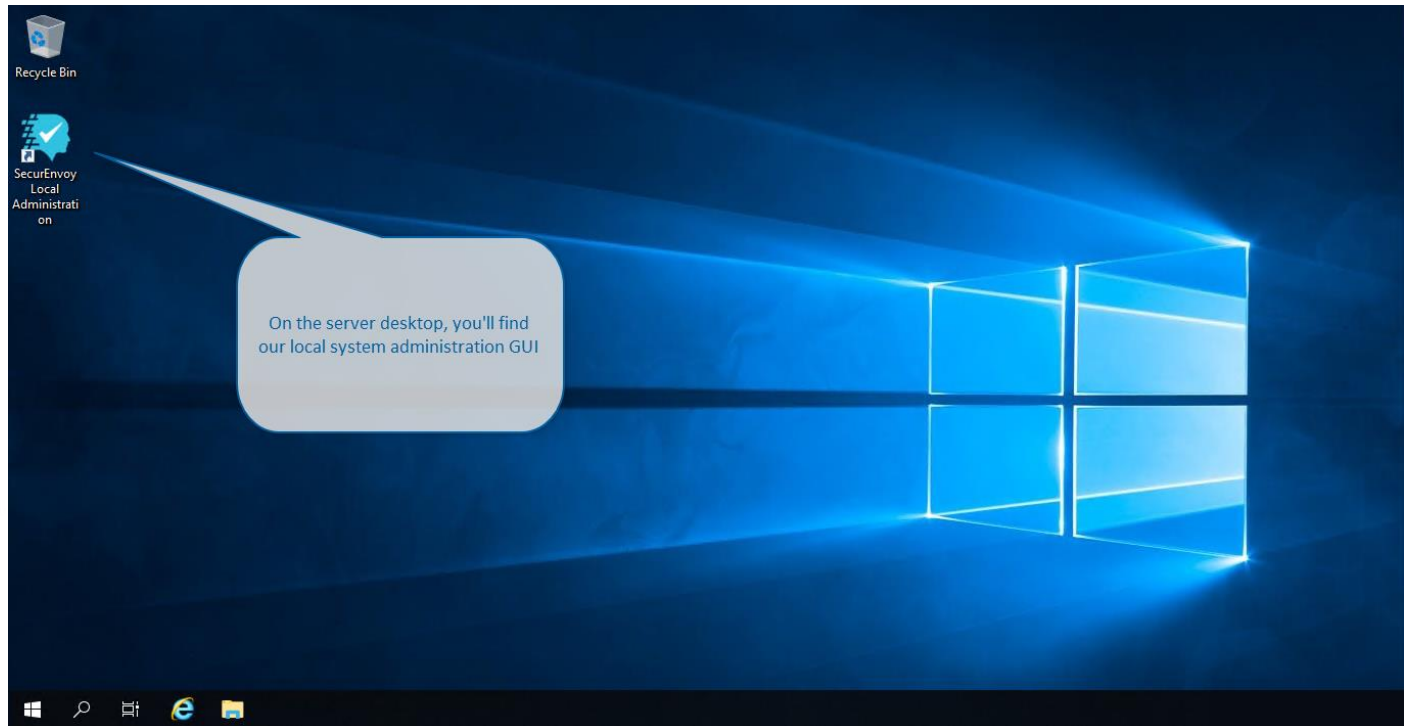 Recycle Bin
SecurEnvoy
Local
Administrati
on
On the server desktop, you'll find
our local system administration GUI